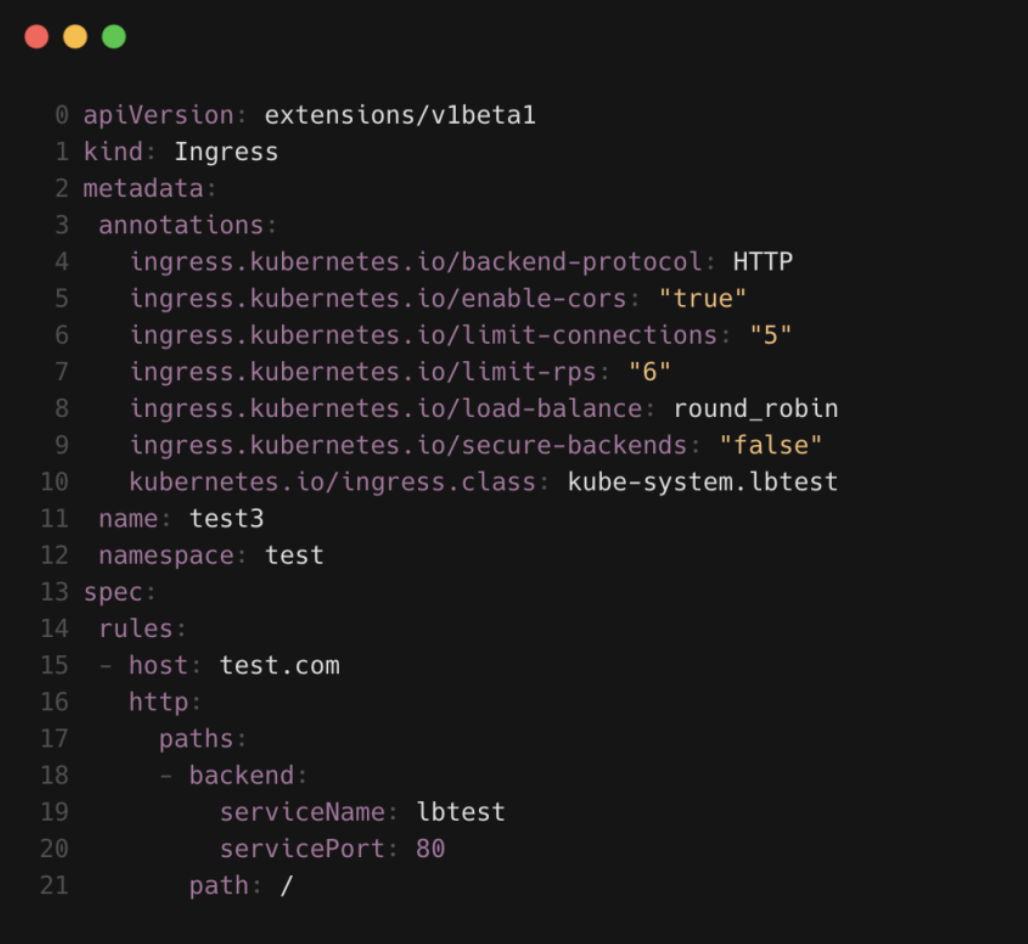 0 apiVersion: extensions/v1beta1
1 kind: Ingress
2 metadata:
3  annotations:
4    ingress.kubernetes.io/backend-protocol: HTTP
5    ingress.kubernetes.io/enable-cors: "true"
6    ingress.kubernetes.io/limit-connections: "5"
7    ingress.kubernetes.io/limit-rps: "6"
8    ingress.kubernetes.io/load-balance: round_robin
9    ingress.kubernetes.io/secure-backends: "false"
10    kubernetes.io/ingress.class: kube-system.lbtest
11  name: test3
12  namespace: test
13 spec:
14  rules:
15  - host: test.com
16    http:
17      paths:
18      - backend:
19          serviceName: lbtest
20          servicePort: 80
21        path: /